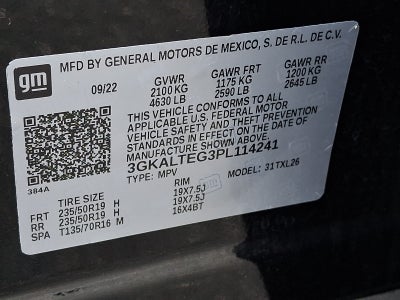 gm
MFD BY GENERAL MOTORS DE MEXICO, S. DE R.L. DE C.V.
09/22 GVWR GAWR FRT GAWR RR
2100 KG 1175 KG 1200 KG
4630 LB 2590 LB 2645 LB
THIS VEHICLE CONFORMS TO ALL
APPLICABLE U.S. FEDERAL MOTOR
VEHICLE SAFETY AND THEFT PREVENTION
STANDARDS IN EFFECT ON THE DATE OF
MANUFACTURE SHOWN ABOVE.
3GKALTEG3PL114241
384A TYPE: MPV MODEL: 31TXL26
TIRE SIZE RIM
FRT 235/50R19 H 19X7.5J
RR 235/50R19 H 19X7.5J
SPA T135/70R16 M 16X4BT